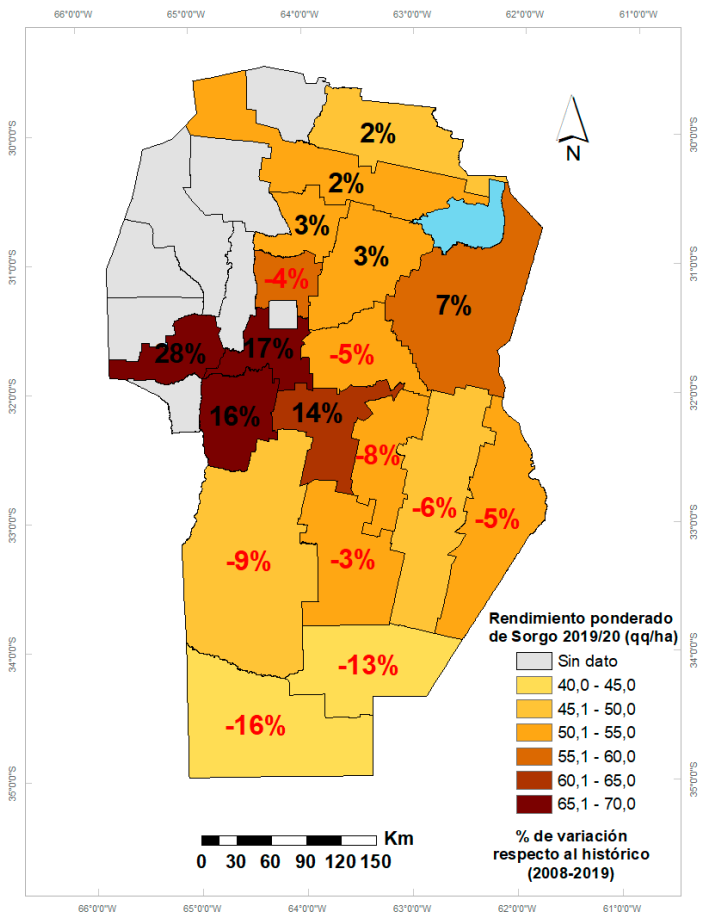 66°0'0"W 65°0'0"W 64°0'0"W 63°0'0"W 62°0'0"W 61°0'0"W
30°0'0"S
31°0'0"S
32°0'0"S
33°0'0"S
34°0'0"S
35°0'0"S
30°0'0"S
31°0'0"S
32°0'0"S
33°0'0"S
34°0'0"S
35°0'0"S
N
2%
2%
3%
3%
-4%
7%
28%
17%
-5%
16%
14%
-8%
-6%
-5%
-9%
-3%
-13%
-16%
Rendimiento ponderado
de Sorgo 2019/20 (qq/ha)
Sin dato
40,0 - 45,0
45,1 - 50,0
50,1 - 55,0
55,1 - 60,0
60,1 - 65,0
65,1 - 70,0
% de variación
respecto al histórico
(2008-2019)
Km
0 30 60 90 120 150
66°0'0"W 65°0'0"W 64°0'0"W 63°0'0"W 62°0'0"W 61°0'0"W